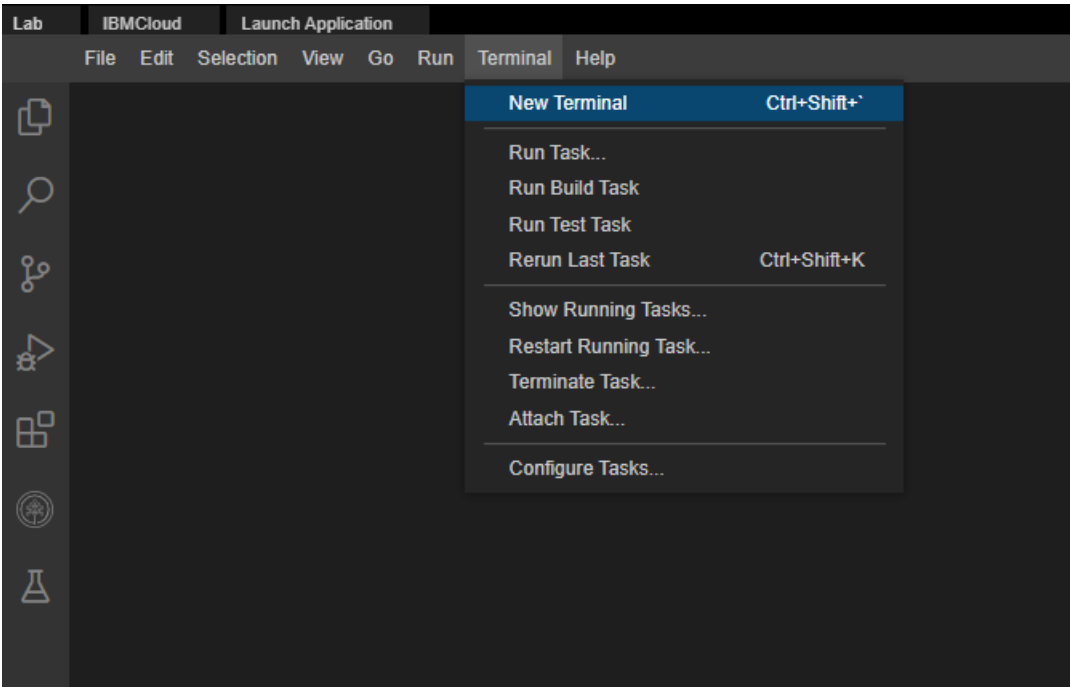 Lab IBMCloud Launch Application
File Edit Selection View Go Run Terminal Help
New Terminal Ctrl+Shift+`
Run Task...
Run Build Task
Run Test Task
Rerun Last Task Ctrl+Shift+K
Show Running Tasks...
Restart Running Task...
Terminate Task...
Attach Task...
Configure Tasks...